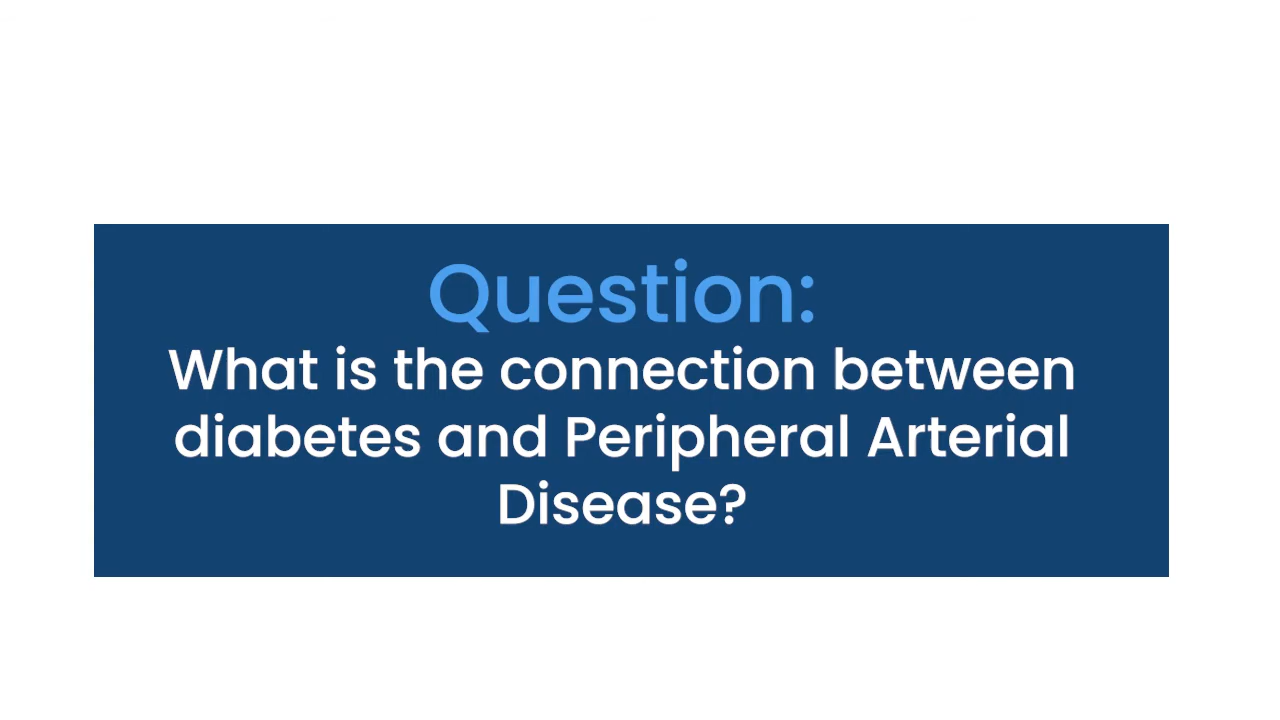 Question:
What is the connection between
diabetes and Peripheral Arterial
Disease?